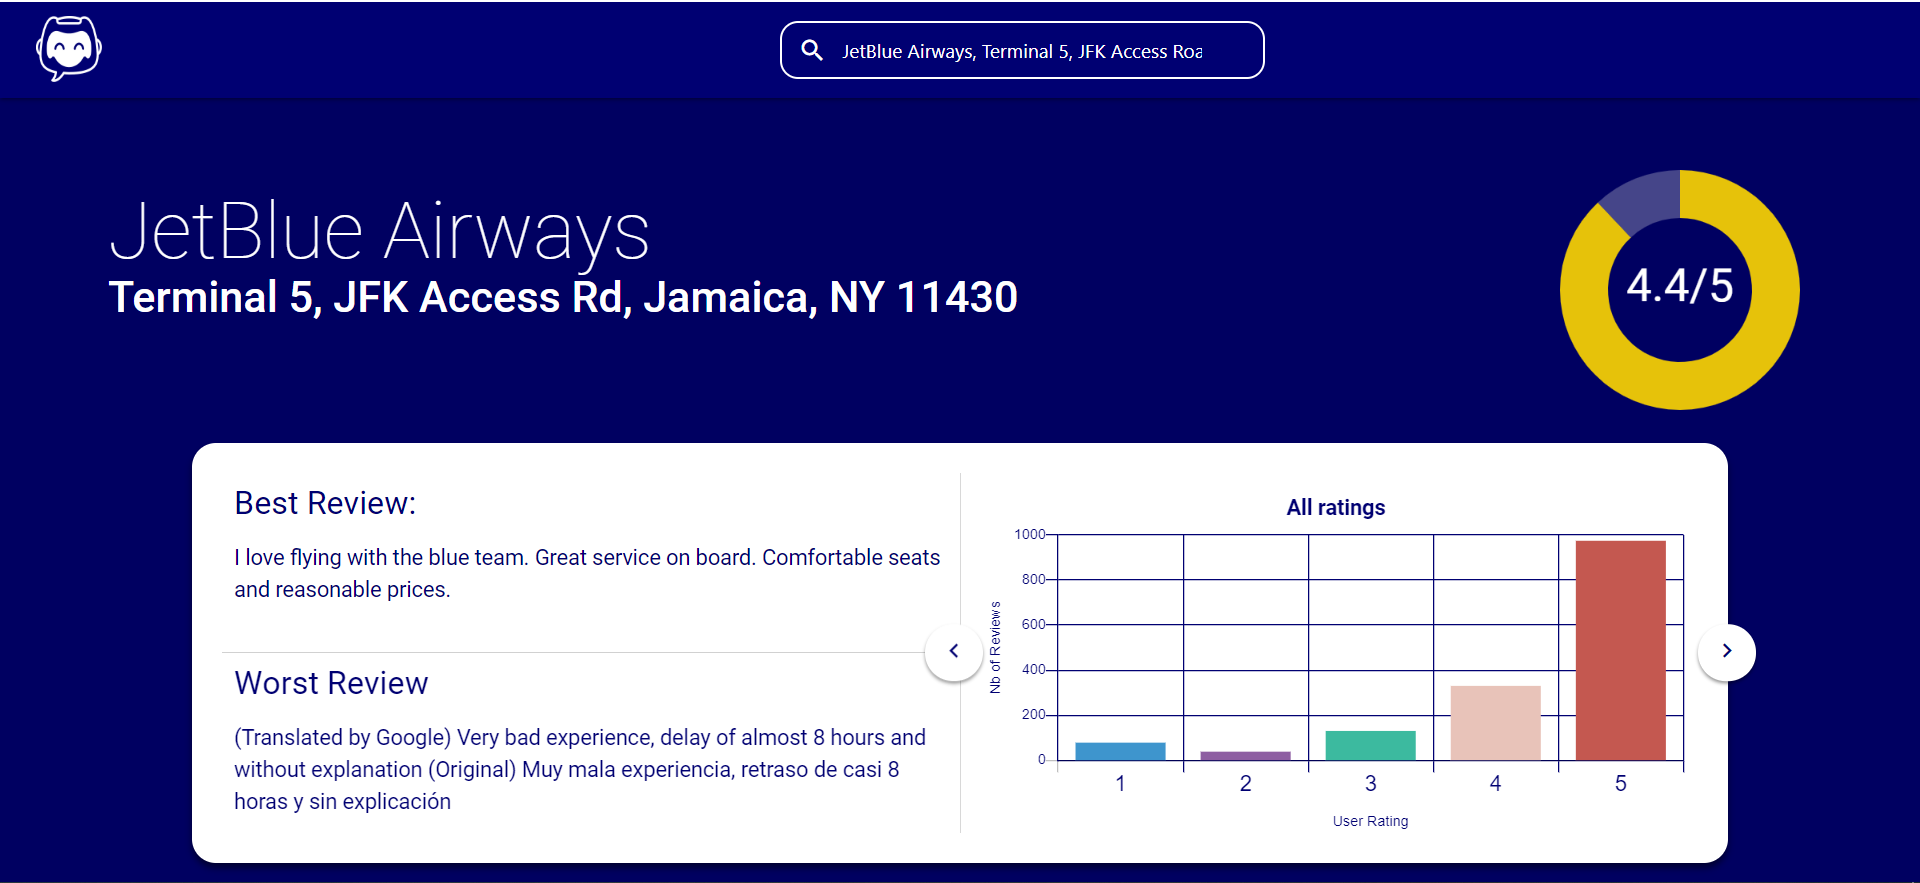 JetBlue Airways, Terminal 5, JFK Access Roa
JetBlue Airways
Terminal 5, JFK Access Rd, Jamaica, NY 11430
4.4/5
Best Review:
I love flying with the blue team. Great service on board. Comfortable seats
and reasonable prices.
Worst Review
(Translated by Google) Very bad experience, delay of almost 8 hours and
without explanation (Original) Muy mala experiencia, retraso de casi 8
horas y sin explicación
All ratings
Nb of Reviews
1000
800
600
400
200
0
1 2 3 4 5
User Rating